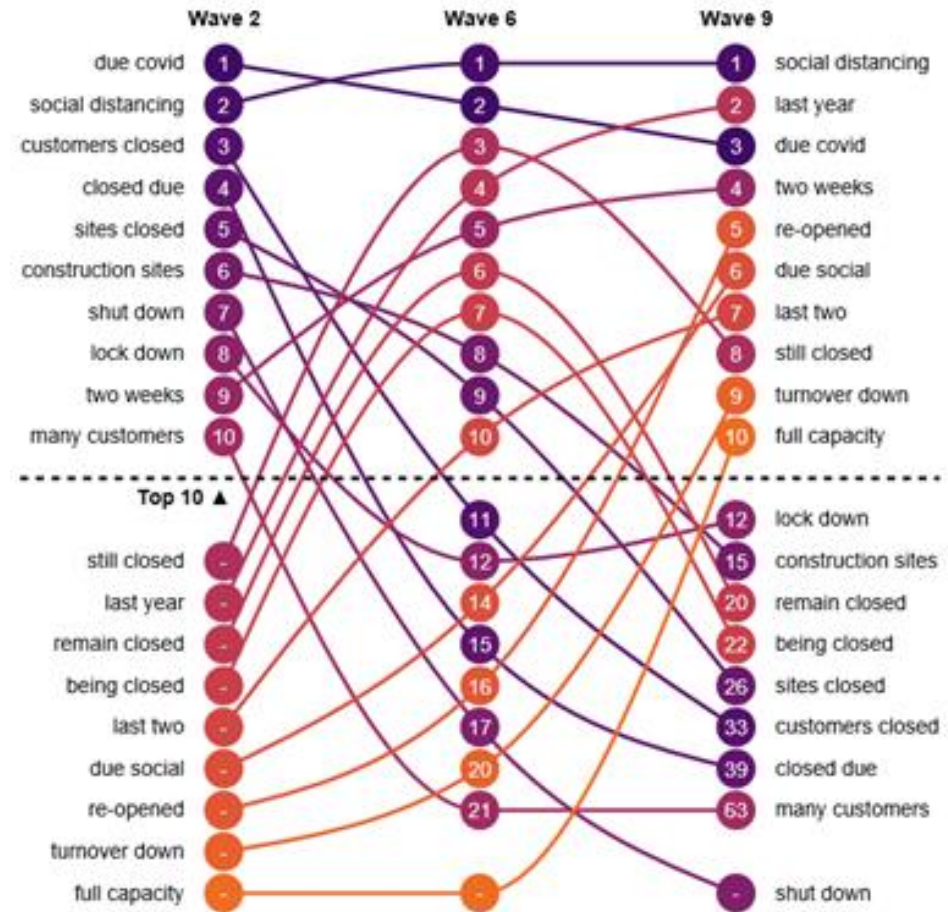 Wave 2 Wave 6 Wave 9
due covid 1 1 1 social distancing
social distancing 2 2 2 last year
customers closed 3 3 3 due covid
closed due 4 4 4 two weeks
sites closed 5 5 5 re-opened
construction sites 6 6 6 due social
shut down 7 7 7 last two
lock down 8 8 8 still closed
two weeks 9 9 9 turnover down
many customers 10 10 10 full capacity
Top 10 ▲
11 12 lock down
still closed - 12 15 construction sites
last year - 14 20 remain closed
remain closed - 15 22 being closed
being closed - 16 26 sites closed
last two - 17 33 customers closed
due social - 20 39 closed due
re-opened - 21 63 many customers
turnover down -
full capacity - - - shut down